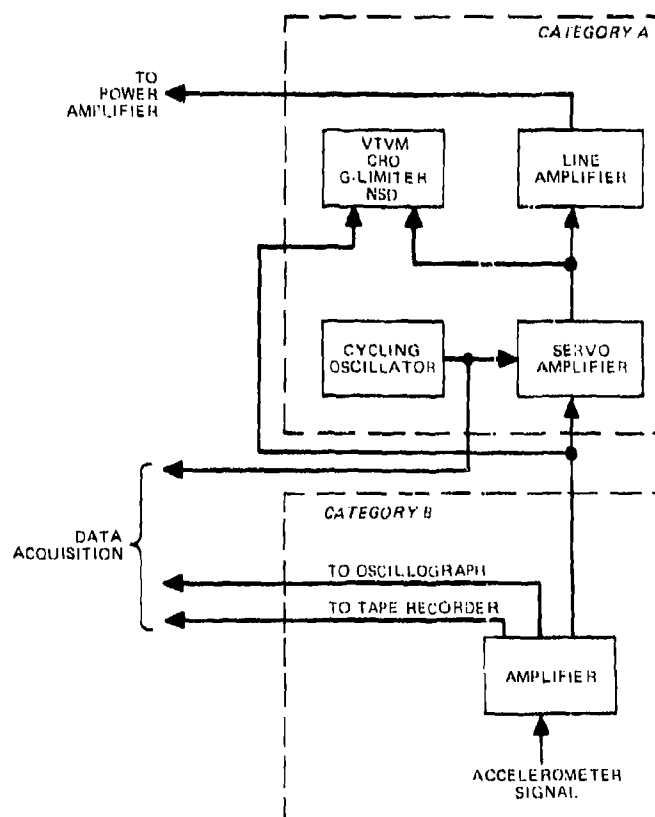 CATEGORY A
TO
POWER
AMPLIFIER
VTVM
CRO
G-LIMITER
NSD
LINE
AMPLIFIER
CYCLING
OSCILLATOR
SERVO
AMPLIFIER
CATEGORY B
DATA
ACQUISITION
TO OSCILLOGRAPH
TO TAPE RECORDER
AMPLIFIER
ACCELEROMETER
SIGNAL